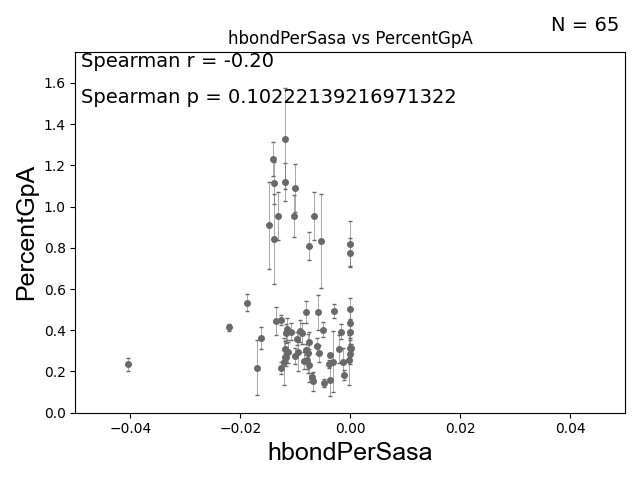 N = 65
hbondPerSasa vs PercentGpA
Spearman r = -0.20
Spearman p = 0.10222139216971322
1.6
1.4
1.2
1.0
0.8
0.6
0.4
0.2
0.0
PercentGpA
−0.04
−0.02
0.00
0.02
0.04
hbondPerSasa